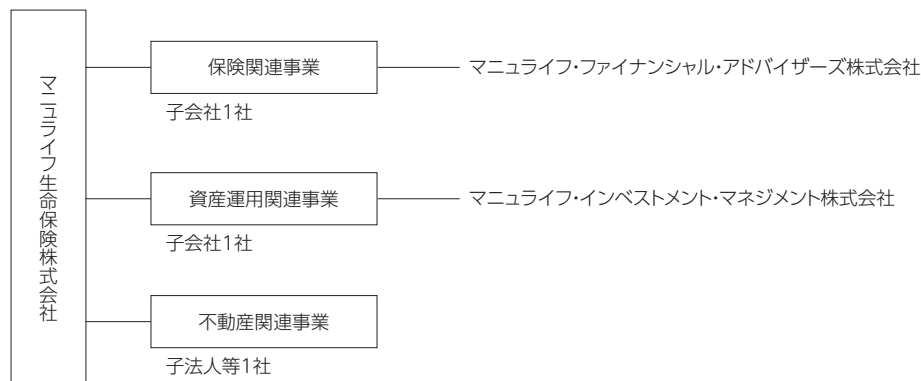 マニュライフ生命保険株式会社
保険関連事業
マニュライフ・ファイナンシャル・アドバイザーズ株式会社
子会社1社
資産運用関連事業
マニュライフ・インベストメント・マネジメント株式会社
子会社1社
不動産関連事業
子法人等1社